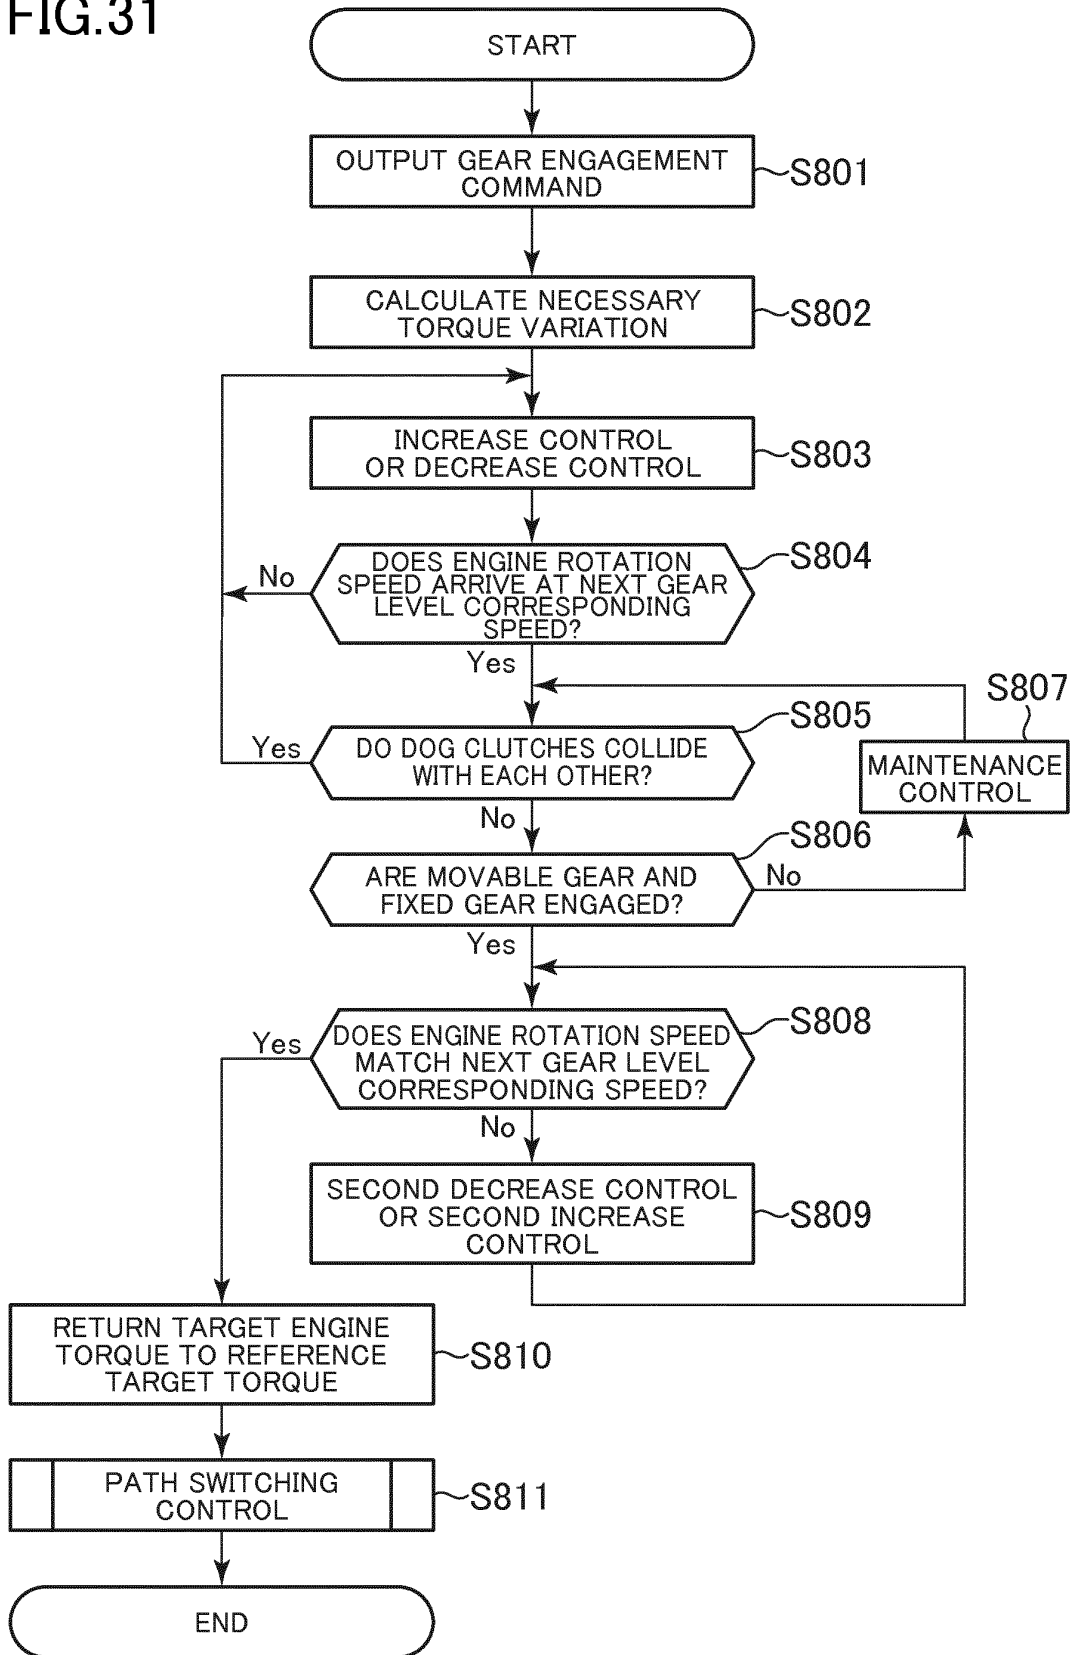 FIG.31
START
OUTPUT GEAR ENGAGEMENT
COMMAND
S801
CALCULATE NECESSARY
TORQUE VARIATION
S802
INCREASE CONTROL
OR DECREASE CONTROL
S803
DOES ENGINE ROTATION
SPEED ARRIVE AT NEXT GEAR
LEVEL CORRESPONDING
SPEED?
S804
No
Yes
DO DOG CLUTCHES COLLIDE
WITH EACH OTHER?
S805
Yes
No
S807
MAINTENANCE
CONTROL
ARE MOVABLE GEAR AND
FIXED GEAR ENGAGED?
S806
No
Yes
DOES ENGINE ROTATION SPEED
MATCH NEXT GEAR LEVEL
CORRESPONDING SPEED?
S808
Yes
No
SECOND DECREASE CONTROL
OR SECOND INCREASE
CONTROL
S809
RETURN TARGET ENGINE
TORQUE TO REFERENCE
TARGET TORQUE
S810
PATH SWITCHING
CONTROL
S811
END